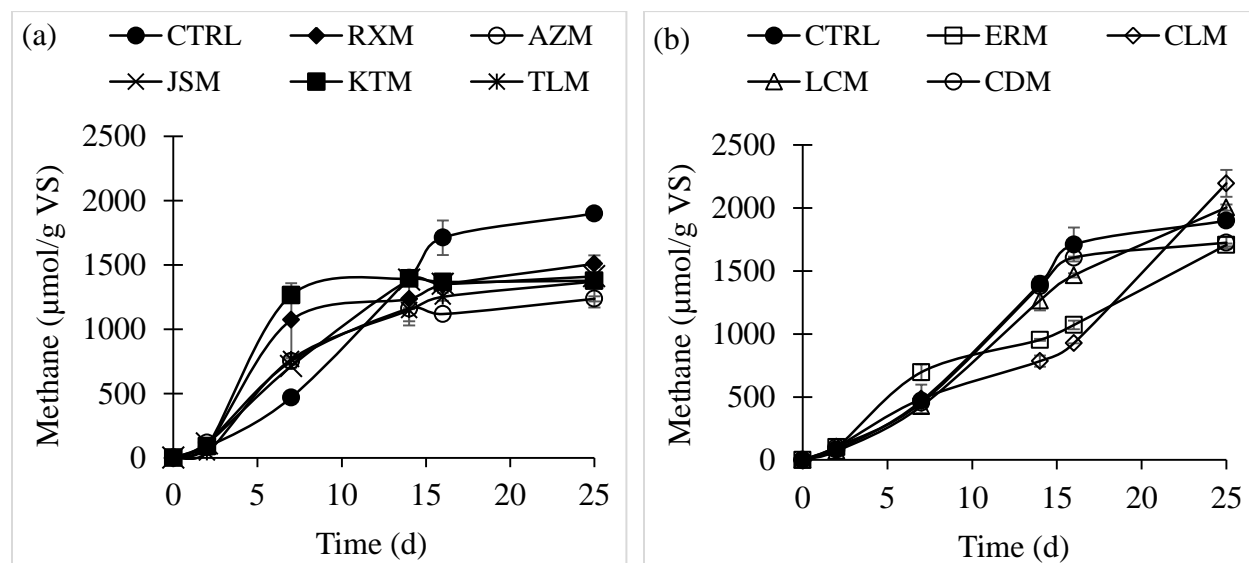 (a) CTRL RXM AZM
JSM KTM TLM
2500
2000
1500
1000
500
0
Methane (µmol/g VS)
0 5 10 15 20 25
Time (d)
(b) CTRL ERM CLM
LCM CDM
2500
2000
1500
1000
500
0
Methane (µmol/g VS)
0 5 10 15 20 25
Time (d)